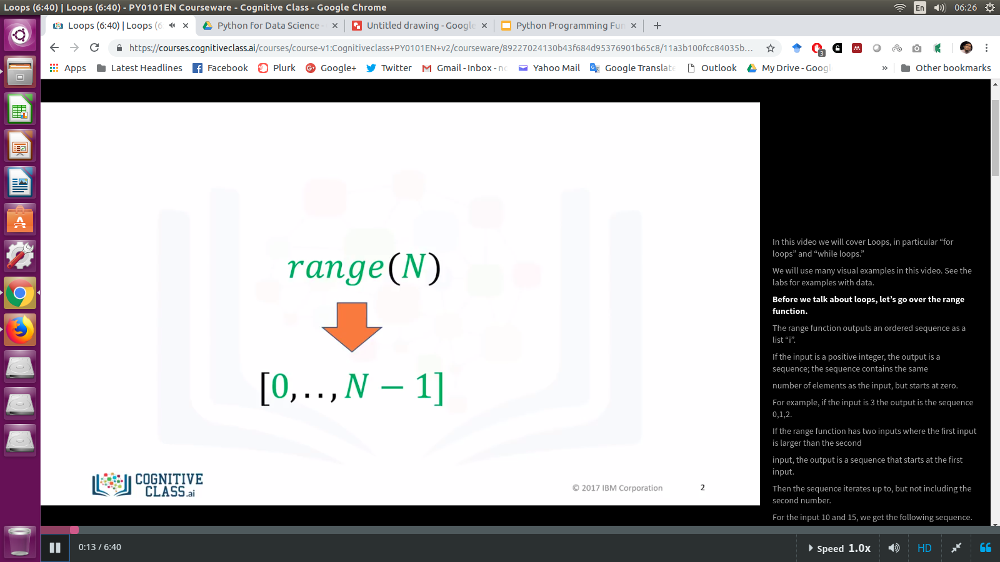 Loops (6:40) | Loops (6:40) - PY0101EN Courseware - Cognitive Class - Google Chrome
En
06:26
Loops (6:40) | Loops (6
Python for Data Science -
Untitled drawing - Google
Python Programming Fun
https://courses.cognitiveclass.ai/courses/course-v1:Cognitiveclass+PY0101EN+v2/courseware/89227024130b43f684d95376901b65c8/11a3b100fcc84035b...
3
Apps
Latest Headlines
Facebook
Plurk
Google+
Twitter
Gmail - Inbox - no
Yahoo Mail
Google Translate
Outlook
My Drive - Googl
»
Other bookmarks
range(N)
[0,..,N − 1]
COGNITIVE
CLASS.ai
© 2017 IBM Corporation
2
In this video we will cover Loops, in particular “for
loops” and “while loops.”
We will use many visual examples in this video. See the
labs for examples with data.
Before we talk about loops, let’s go over the range
function.
The range function outputs an ordered sequence as a
list “i”.
If the input is a positive integer, the output is a
sequence; the sequence contains the same
number of elements as the input, but starts at zero.
For example, if the input is 3 the output is the sequence
0,1,2.
If the range function has two inputs where the first input
is larger than the second
input, the output is a sequence that starts at the first
input.
Then the sequence iterates up to, but not including the
second number.
For the input 10 and 15, we get the following sequence.
0:13 / 6:40
Speed 1.0x
HD